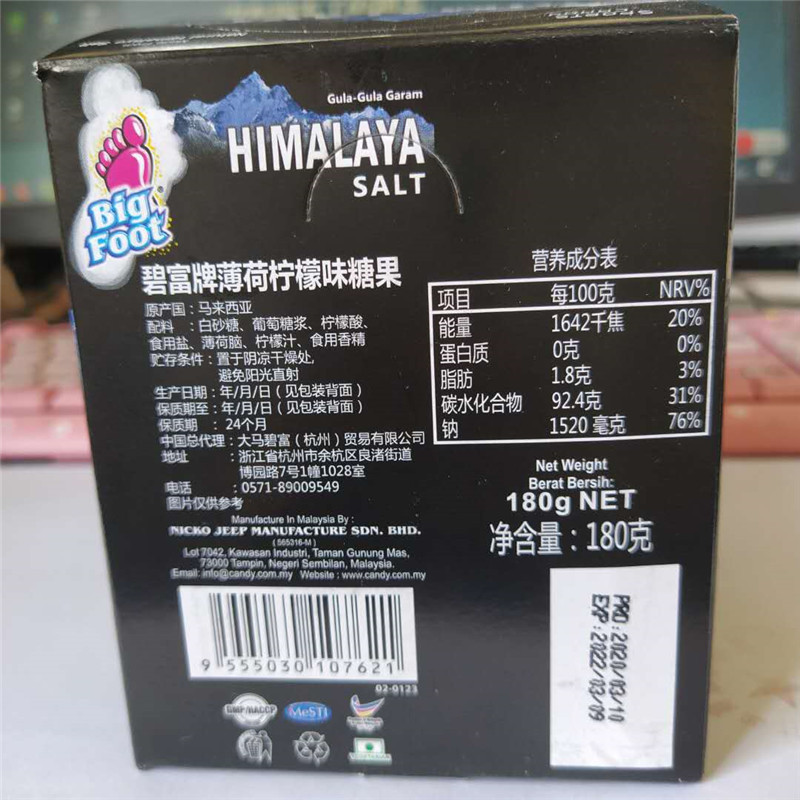 Gula-Gula Garam
HIMALAYA
SALT
Big
Foot
碧富牌薄荷柠檬味糖果
原产国：马来西亚
配料 ：白砂糖、葡萄糖浆、柠檬酸、
食用盐、薄荷脑、柠檬汁、食用香精
贮存条件：置于阴凉干燥处,
避免阳光直射
生产日期：年/月/日（见包装背面）
保质期至：年/月/日（见包装背面）
保质期 ：24个月
中国总代理：大马碧富（杭州）贸易有限公司
地址 ：浙江省杭州市余杭区良渚街道
博园路7号1幢1028室
电话 ：0571-89009549
图片仅供参考
营养成分表
项目 每100克 NRV%
能量 1642千焦 20%
蛋白质 0克 0%
脂肪 1.8克 3%
碳水化合物 92.4克 31%
钠 1520 毫克 76%
Net Weight
Berat Bersih:
180g NET
净含量：180克
Manufacture In Malaysia By :
NICKO JEEP MANUFACTURE SDN. BHD.
(565316-M)
Lot 7042, Kawasan Industri, Taman Gunung Mas,
73000 Tampin, Negeri Sembilan, Malaysia.
Email: info@candy.com.my Website : www.candy.com.my
9 555030 107621
02-0123
GMP/HACCP
MeSTI
PRD : 2020/03/10
EXP : 2022/03/09